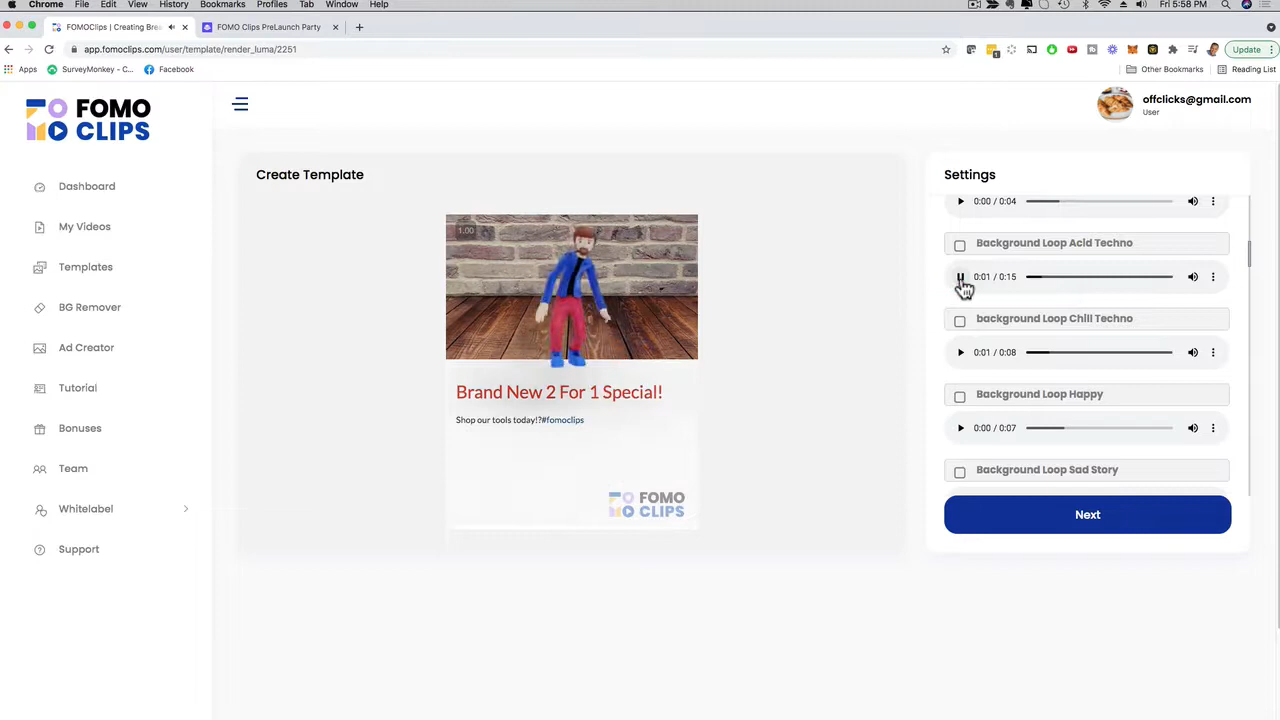 Chrome File Edit View History Profiles Tab Window Help
Fri 5:58 PM
FOMOClips | Creating Brea
FOMO Clips PreLaunch Party
app.fomoclips.com/user/template/render_luma/2251
Update
Apps
SurveyMonkey - C...
Facebook
Other Bookmarks
Reading List
FOMO
CLIPS
offclicks@gmail.com
User
Dashboard
My Videos
Templates
BG Remover
Ad Creator
Tutorial
Bonuses
Team
Whitelabel
Support
Create Template
1.00
Brand New 2 For 1 Special!
Shop our tools today!?#fomoclips
FOMO
CLIPS
Settings
0:00 / 0:04
Background Loop Acid Techno
0:01 / 0:15
background Loop Chill Techno
0:01 / 0:08
Background Loop Happy
0:00 / 0:07
Background Loop Sad Story
Next